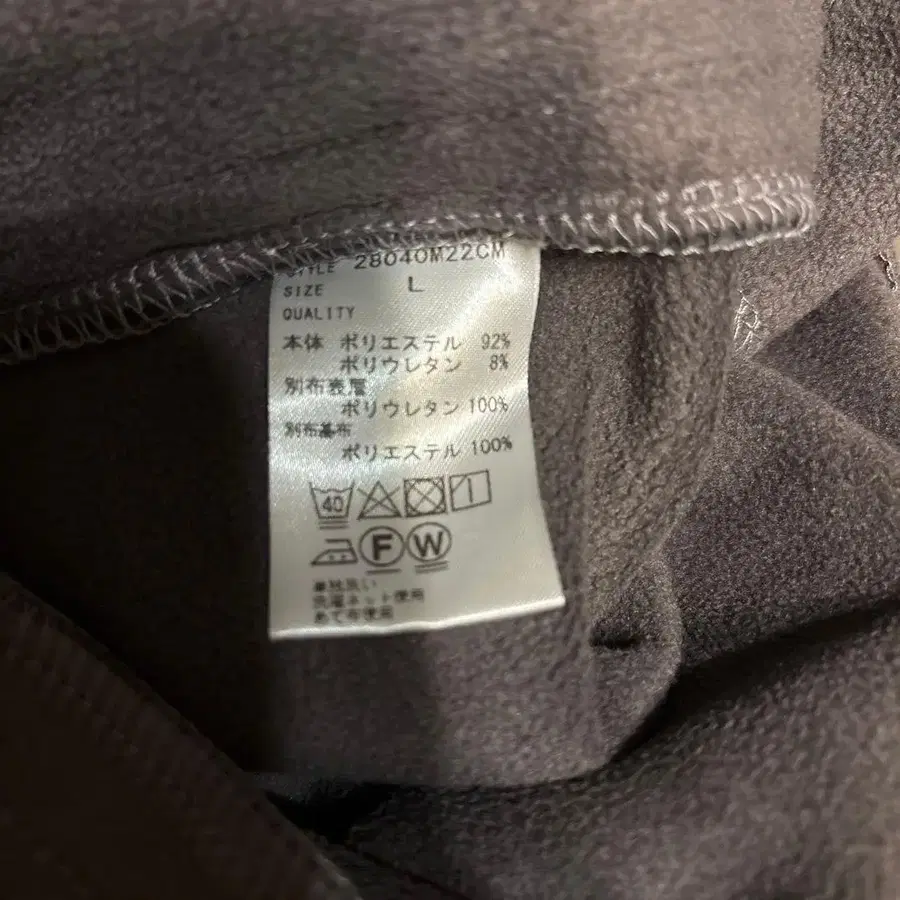 STYLE 28040M22CM
SIZE L
QUALITY
本体 ポリエステル 92%
ポリウレタン 8%
別布表層
ポリウレタン 100%
別布基布
ポリエステル 100%
40
F W
単独洗い
洗濯ネット使用
あて布使用